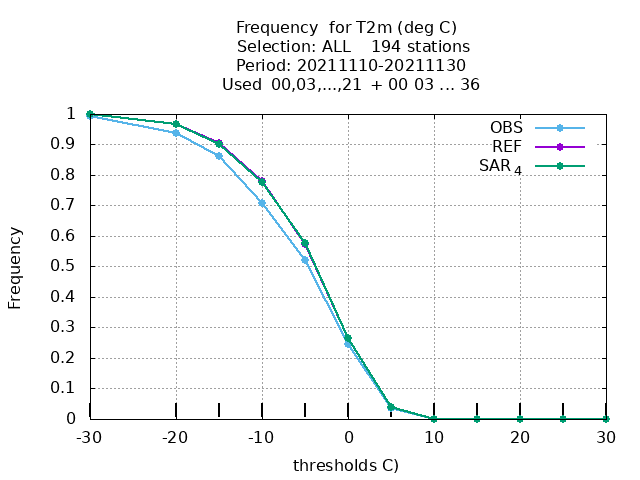 Frequency  for T2m (deg C)
Selection: ALL    194 stations
Period: 20211110-20211130
Used  00,03,...,21  + 00 03 ... 36
OBS
REF
SAR 4
1
0.9
0.8
0.7
0.6
0.5
0.4
0.3
0.2
0.1
0
Frequency
-30
-20
-10
0
10
20
30
thresholds C)